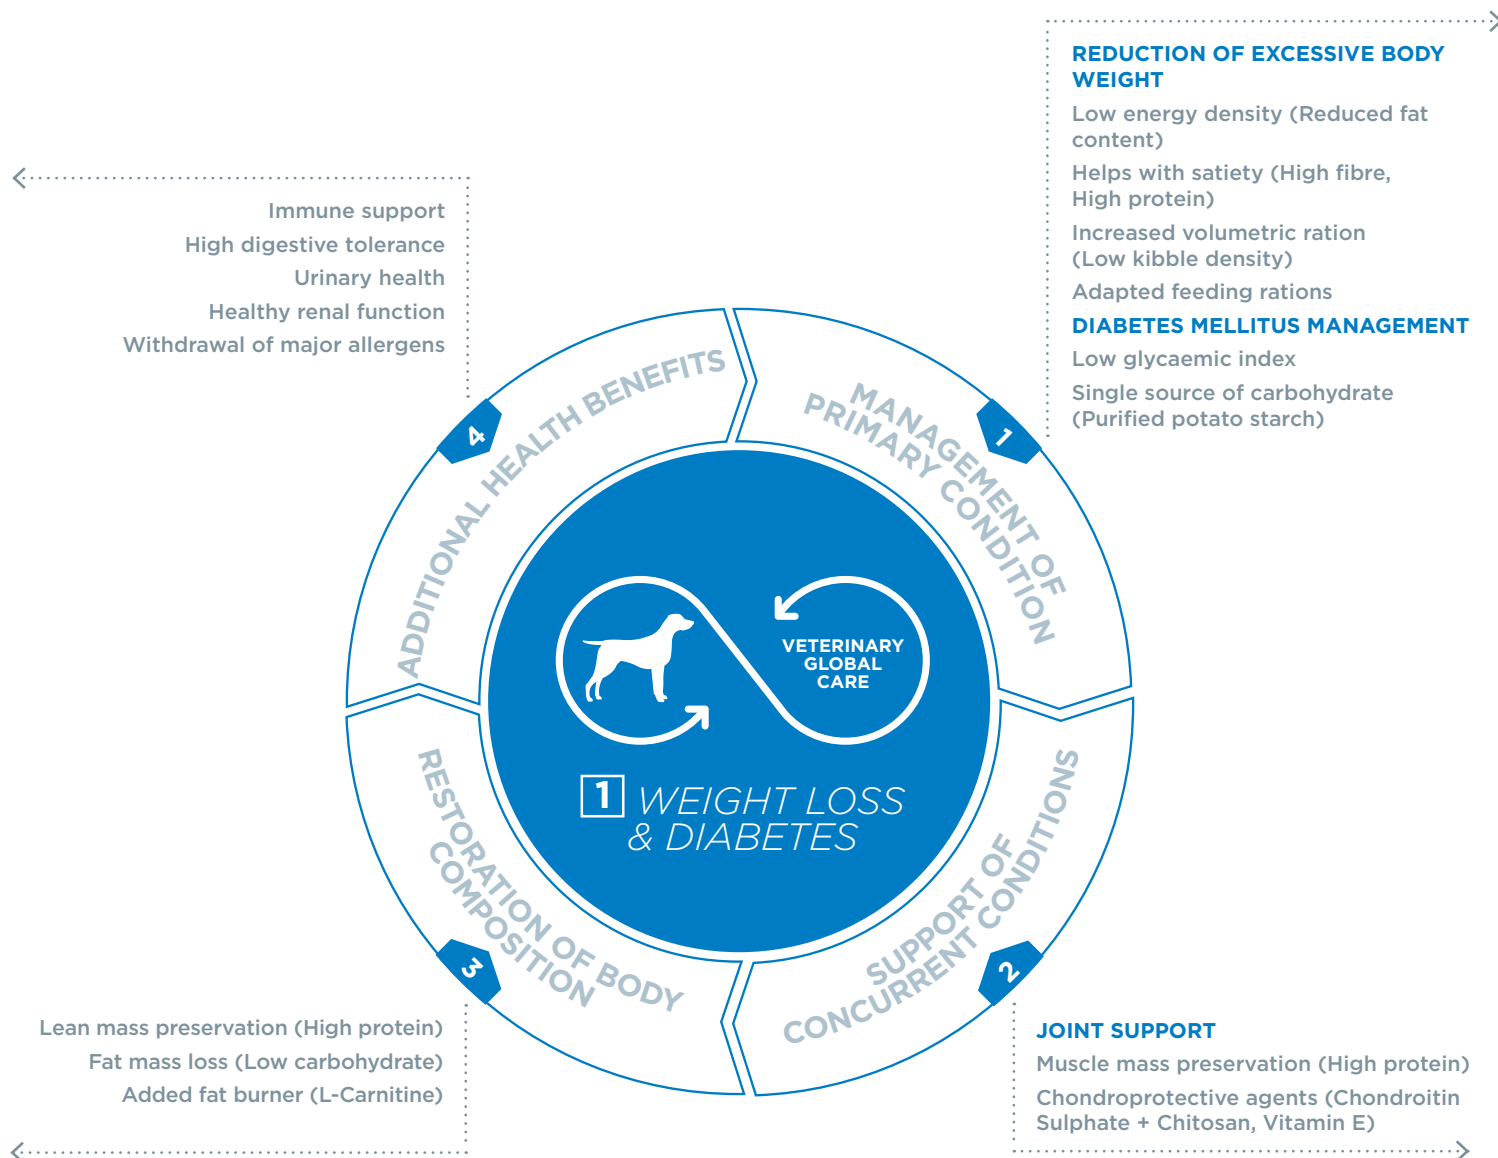 REDUCTION OF EXCESSIVE BODY
WEIGHT
Low energy density (Reduced fat
content)
Helps with satiety (High fibre,
High protein)
Increased volumetric ration
(Low kibble density)
Adapted feeding rations
DIABETES MELLITUS MANAGEMENT
Low glycaemic index
Single source of carbohydrate
(Purified potato starch)
Immune support
High digestive tolerance
Urinary health
Healthy renal function
Withdrawal of major allergens
4
ADDITIONAL HEALTH BENEFITS
1
MANAGEMENT OF
PRIMARY CONDITION
VETERINARY
GLOBAL
CARE
1 WEIGHT LOSS
& DIABETES
3
RESTORATION OF BODY
COMPOSITION
2
SUPPORT OF
CONCURRENT CONDITIONS
Lean mass preservation (High protein)
Fat mass loss (Low carbohydrate)
Added fat burner (L-Carnitine)
JOINT SUPPORT
Muscle mass preservation (High protein)
Chondroprotective agents (Chondroitin
Sulphate + Chitosan, Vitamin E)